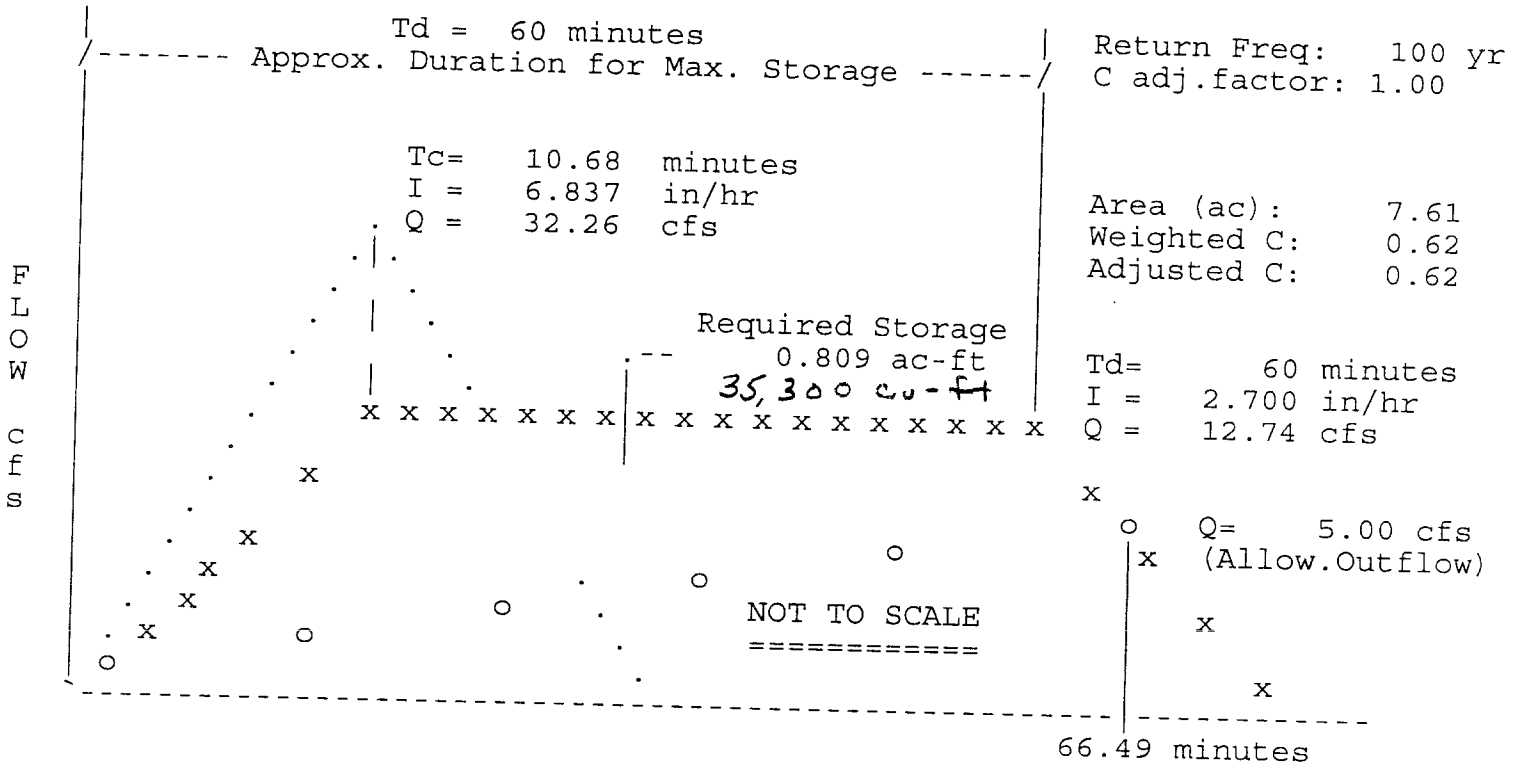 Td = 60 minutes
/------- Approx. Duration for Max. Storage ------/
Return Freq: 100 yr
C adj.factor: 1.00
Tc= 10.68 minutes
I = 6.837 in/hr
Q = 32.26 cfs
Area (ac): 7.61
Weighted C: 0.62
Adjusted C: 0.62
FLOW cfs
Required Storage
0.809 ac-ft
35,300 cu-ft
Td= 60 minutes
I = 2.700 in/hr
Q = 12.74 cfs
x x x x x x x x x x x x x x x x x x
x
x
x
x
x
x
x
x
x
x
o
o
o
o
o
o
Q= 5.00 cfs
(Allow.Outflow)
NOT TO SCALE
============
66.49 minutes